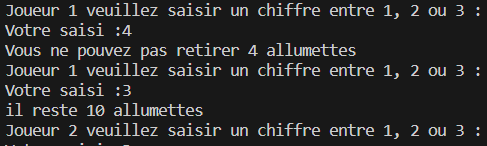 Joueur 1 veuillez saisir un chiffre entre 1, 2 ou 3 :
Votre saisi :4
Vous ne pouvez pas retirer 4 allumettes
Joueur 1 veuillez saisir un chiffre entre 1, 2 ou 3 :
Votre saisi :3
il reste 10 allumettes
Joueur 2 veuillez saisir un chiffre entre 1, 2 ou 3 :